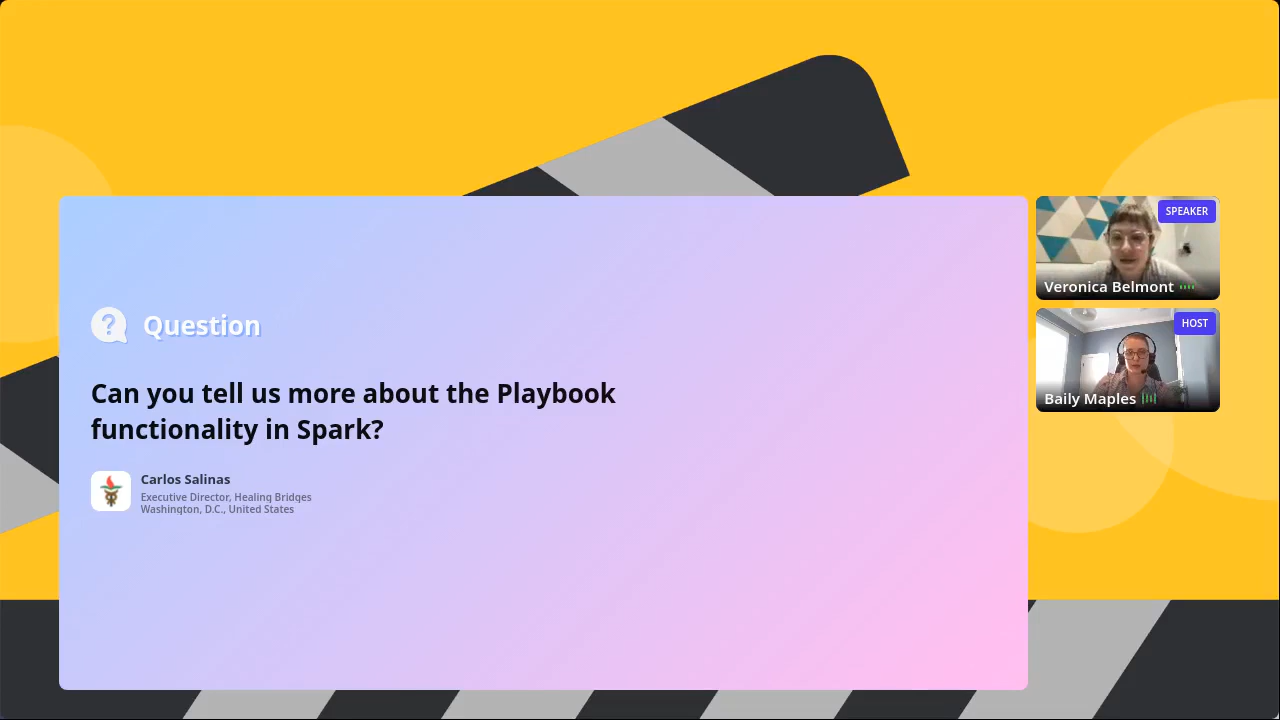 Question
Can you tell us more about the Playbook
functionality in Spark?
Carlos Salinas
Executive Director, Healing Bridges
Washington, D.C., United States
SPEAKER
Veronica Belmont
HOST
Baily Maples